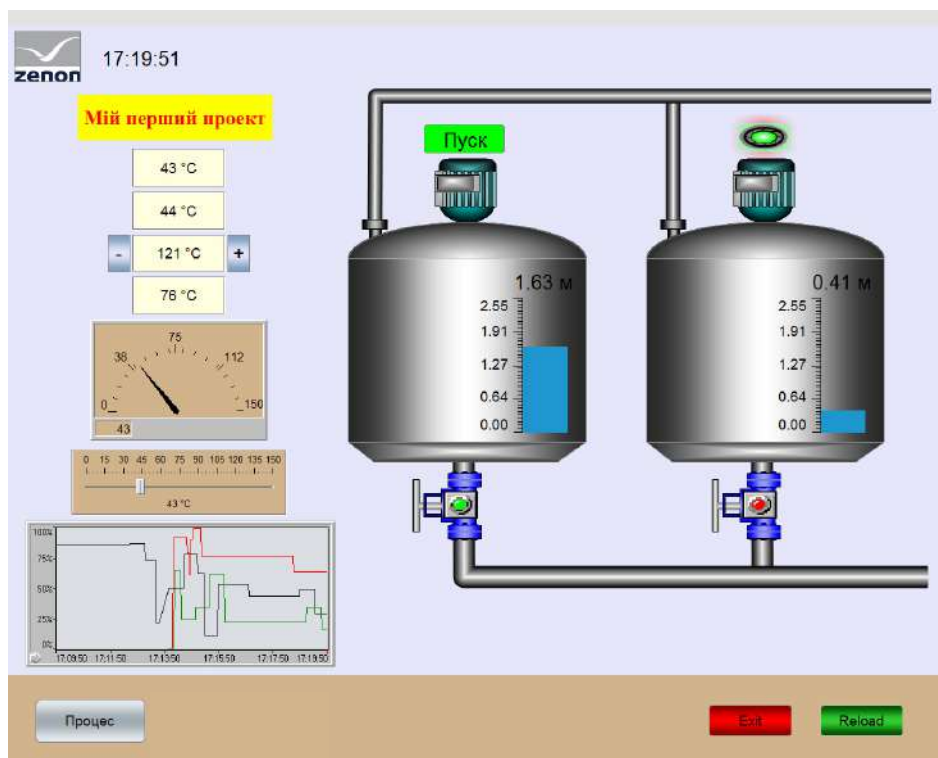 zenon
17:19:51
Мій перший проект
43 °C
44 °C
- 121 °C +
76 °C
0 38 75 112 150
43
0 15 30 45 60 75 90 105 120 135 150
43 °C
100%
75%
50%
25%
0%
17:09:50 17:11:50 17:13:50 17:15:50 17:17:50 17:19:50
Пуск
1.63 м
2.55
1.91
1.27
0.64
0.00
0.41 м
2.55
1.91
1.27
0.64
0.00
Процес
Exit
Reload